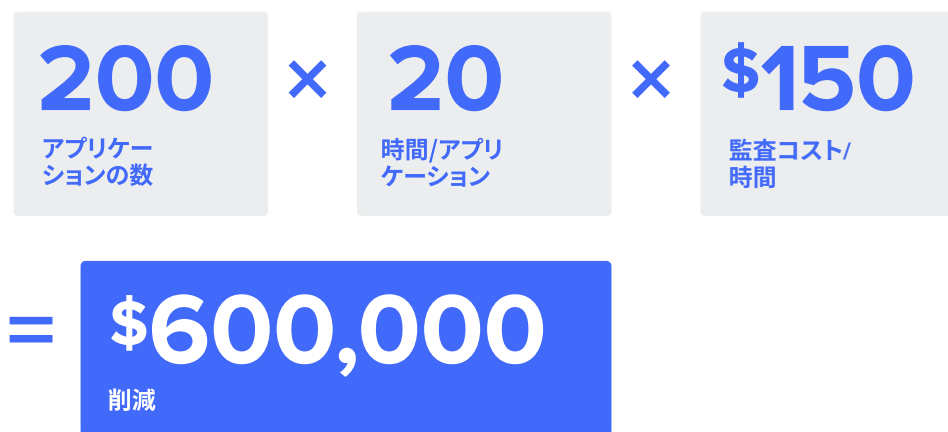 200 × 20 × $150
アプリケー
ションの数
時間/アプリ
ケーション
監査コスト/
時間
= $600,000
削減